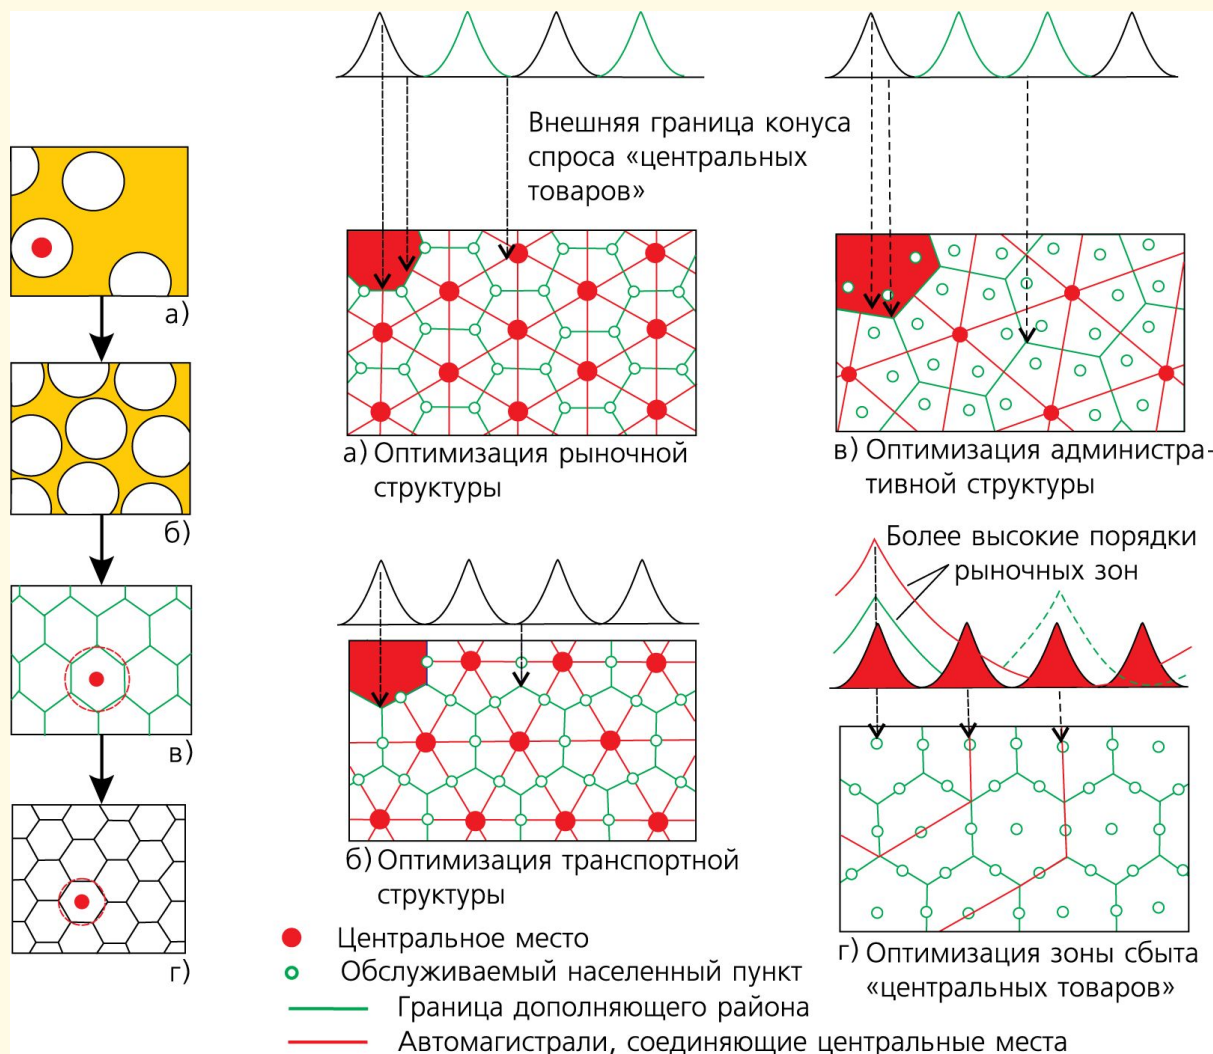 Внешняя граница конуса
спроса «центральных
товаров»
а)
б)
в)
г)
а) Оптимизация рыночной
структуры
в) Оптимизация администра-
тивной структуры
Более высокие порядки
рыночных зон
б) Оптимизация транспортной
структуры
г) Оптимизация зоны сбыта
«центральных товаров»
Центральное место
Обслуживаемый населенный пункт
Граница дополняющего района
Автомагистрали, соединяющие центральные места